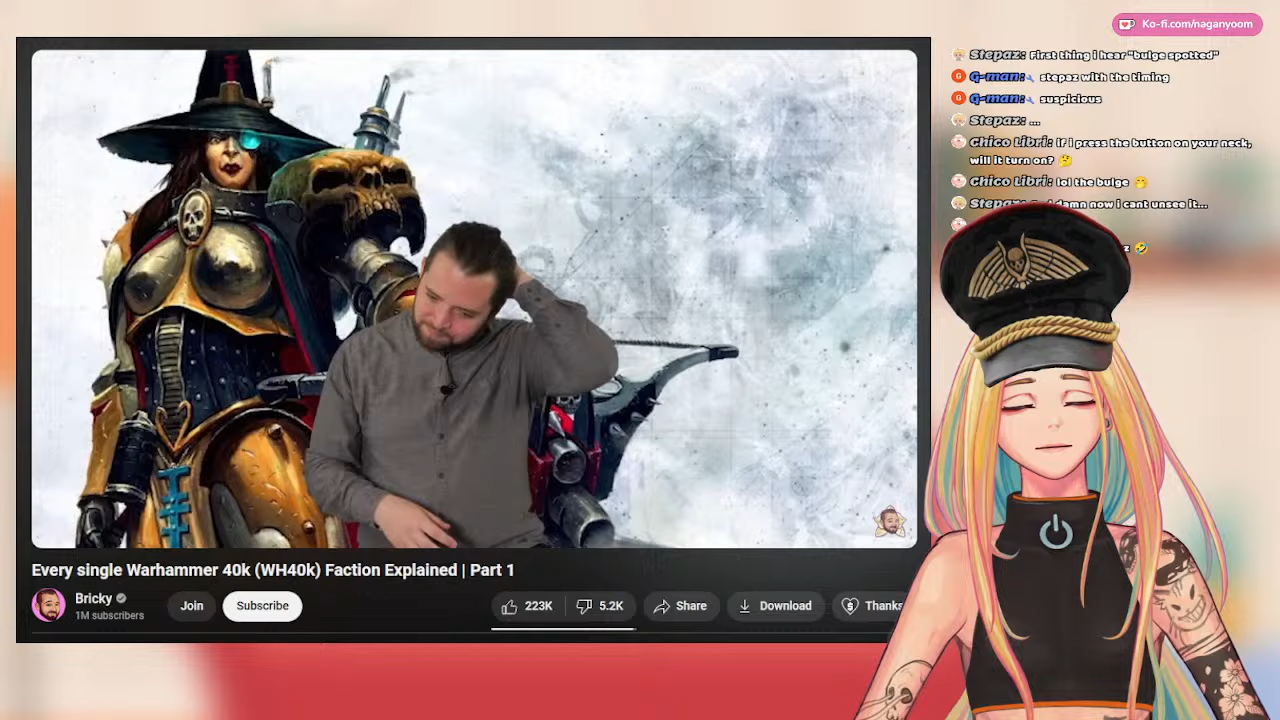 Ko-fi.com/naganyoom
Stepaz: First thing i hear "bulge spotted"
G-man: stepaz with the timing
G-man: suspicious
Stepaz: ...
Chico Libri: If I press the button on your neck,
will it turn on? 🤔
Chico Libri: lol the bulge 🤭
Stepaz: damn now i cant unsee it...
z 🤣
Every single Warhammer 40k (WH40k) Faction Explained | Part 1
Bricky
1M subscribers
Join
Subscribe
223K
5.2K
Share
Download
Thanks